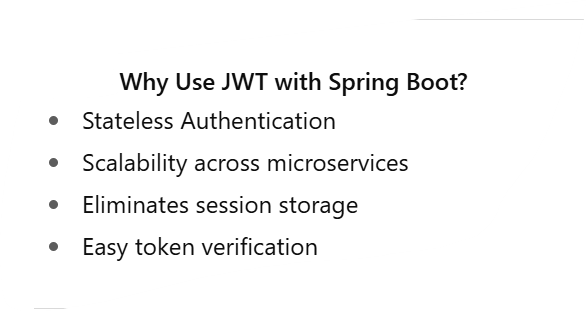 Why Use JWT with Spring Boot?
• Stateless Authentication
• Scalability across microservices
• Eliminates session storage
• Easy token verification